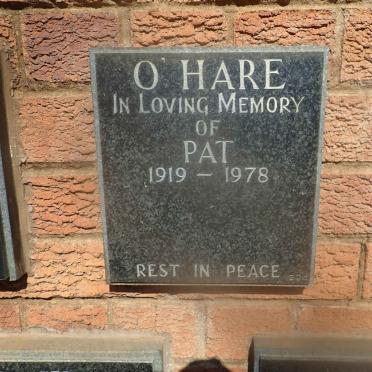 O'HARE
IN LOVING MEMORY
OF
PAT
1919 – 1978
REST IN PEACE